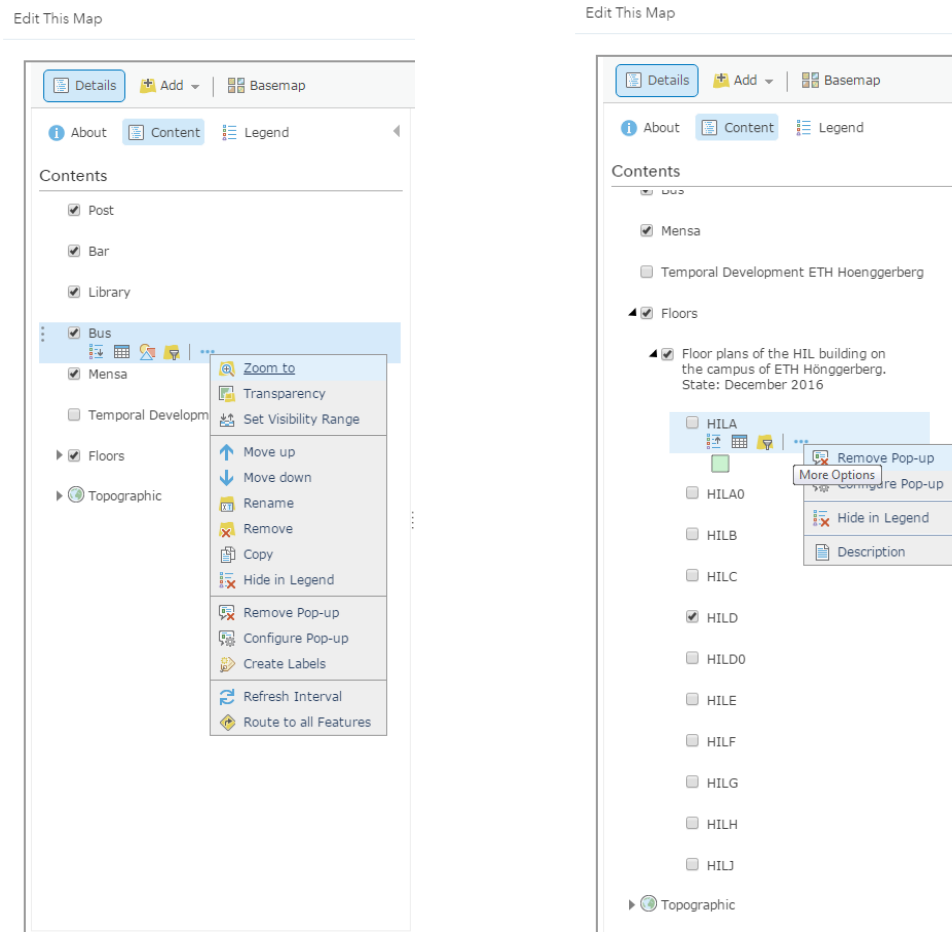 Edit This Map
Details Add Basemap
About Content Legend
Contents
Post
Bar
Library
Bus
Mensa
Temporal Developm
Floors
Topographic
Zoom to
Transparency
Set Visibility Range
Move up
Move down
Rename
Remove
Copy
Hide in Legend
Remove Pop-up
Configure Pop-up
Create Labels
Refresh Interval
Route to all Features
Edit This Map
Details Add Basemap
About Content Legend
Contents
Bus
Mensa
Temporal Development ETH Hoenggerberg
Floors
Floor plans of the HIL building on
the campus of ETH Hönggerberg.
State: December 2016
HILA
Remove Pop-up
More Options
Configure Pop-up
Hide in Legend
Description
HILA0
HILB
HILC
HILD
HILD0
HILE
HILF
HILG
HILH
HILJ
Topographic